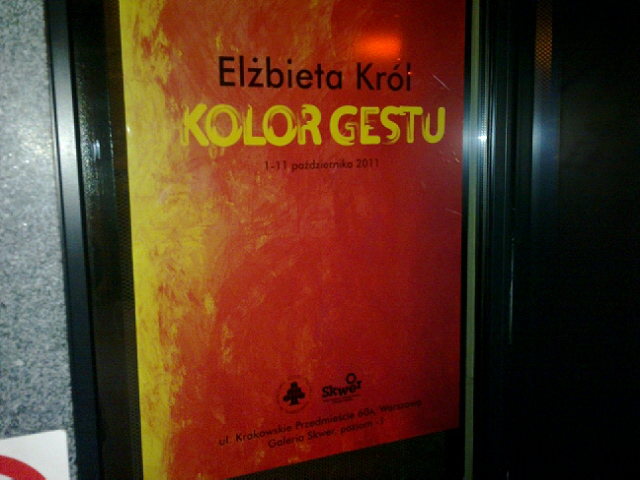 Elżbieta Król
KOLOR GESTU
1-11 października 2011
Skwer
ul. Krakowskie Przedmieście 60a, Warszawa
Galeria Skwer, poziom -1